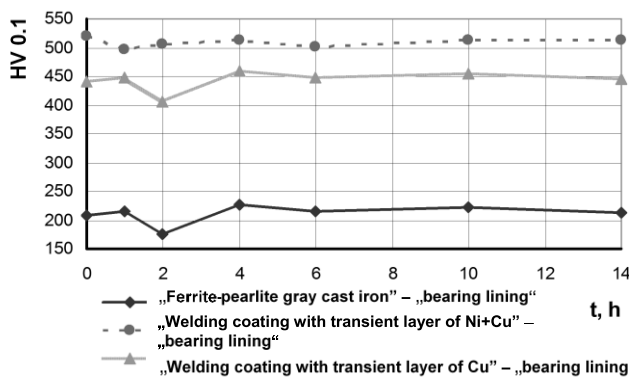 HV 0.1
550
500
450
400
350
300
250
200
150
0 2 4 6 8 10 12 14
t, h
„Ferrite-pearlite gray cast iron” – „bearing lining“
„Welding coating with transient layer of Ni+Cu” –
„bearing lining“
„Welding coating with transient layer of Cu” – „bearing lining